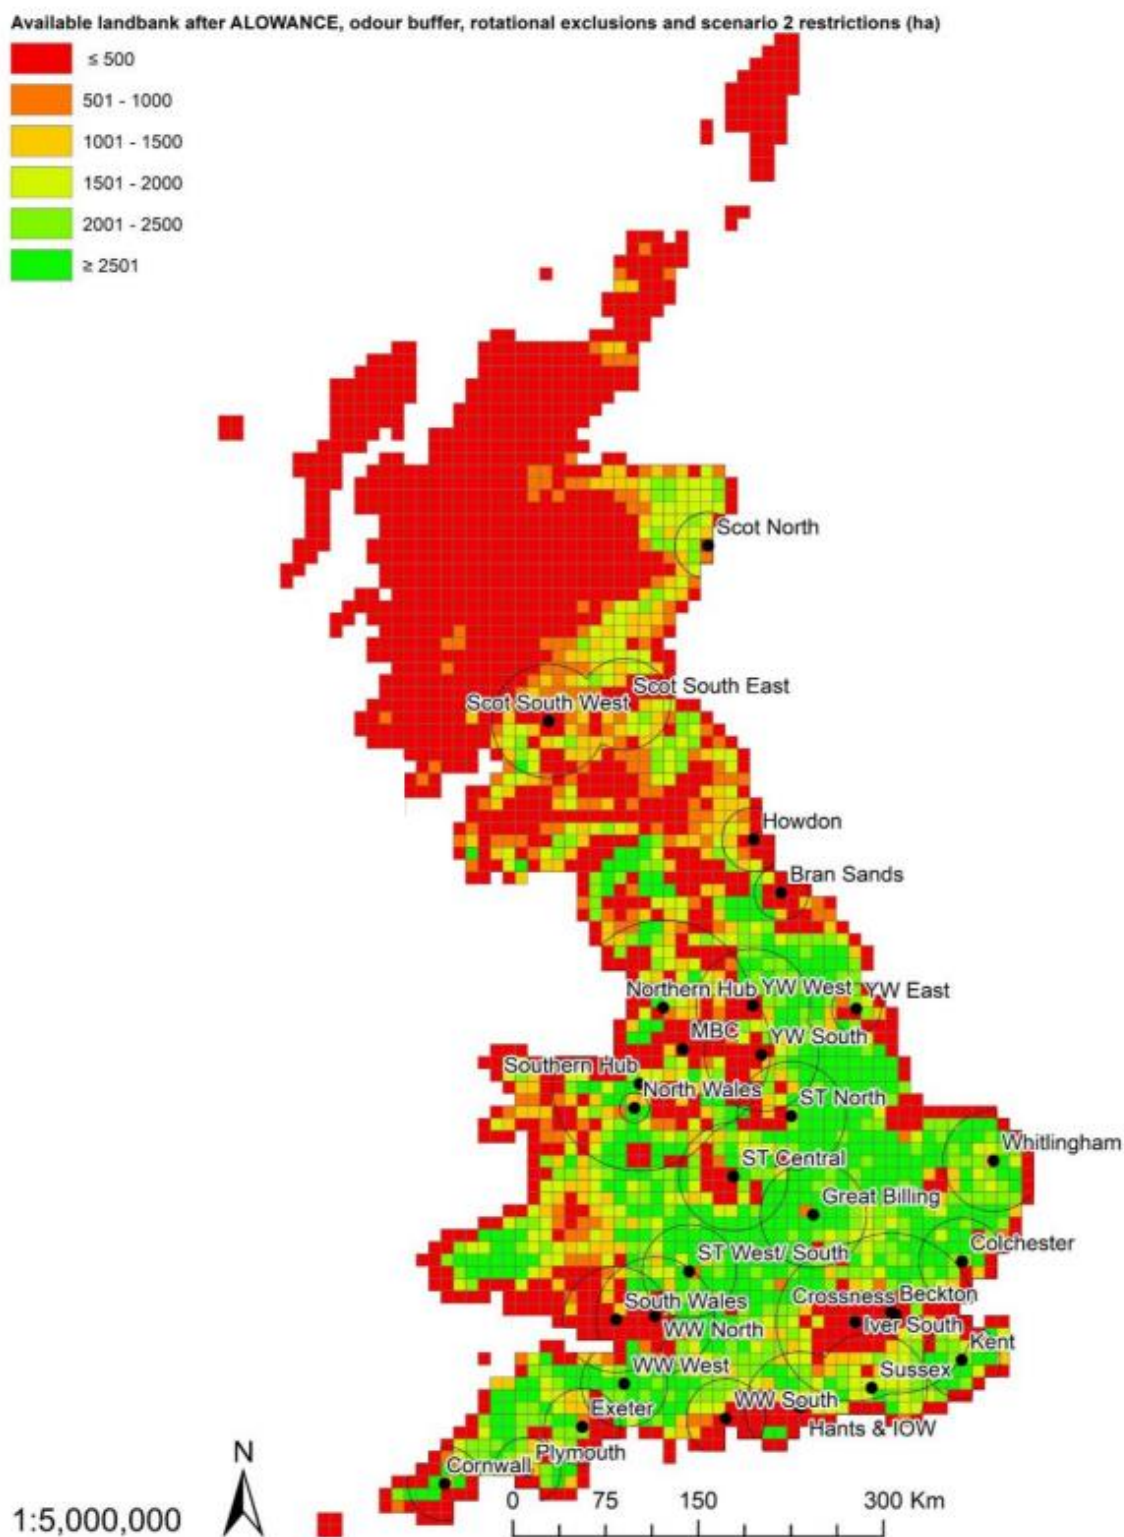 Available landbank after ALOWANCE, odour buffer, rotational exclusions and scenario 2 restrictions (ha)
≤ 500
501 - 1000
1001 - 1500
1501 - 2000
2001 - 2500
≥ 2501
Scot North
Scot South East
Scot South West
Howdon
Bran Sands
Northern Hub
YW West
YW East
MBC
YW South
Southern Hub
North Wales
ST North
Whitlingham
ST Central
Great Billing
Colchester
ST West/ South
Crossness
Beckton
South Wales
Iver South
WW North
Kent
WW West
Sussex
Exeter
WW South
Hants & IOW
Plymouth
Cornwall
N
1:5,000,000
0 75 150 300 Km